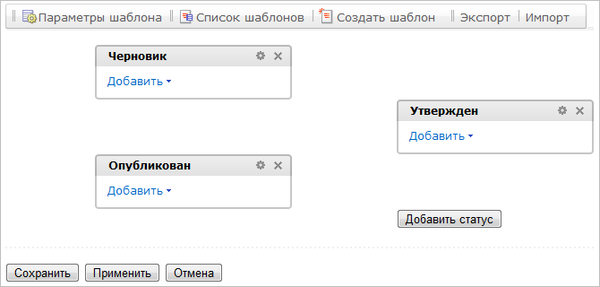 Параметры шаблона Список шаблонов Создать шаблон Экспорт Импорт
Черновик
Добавить
Утвержден
Добавить
Опубликован
Добавить
Добавить статус
Сохранить Применить Отмена